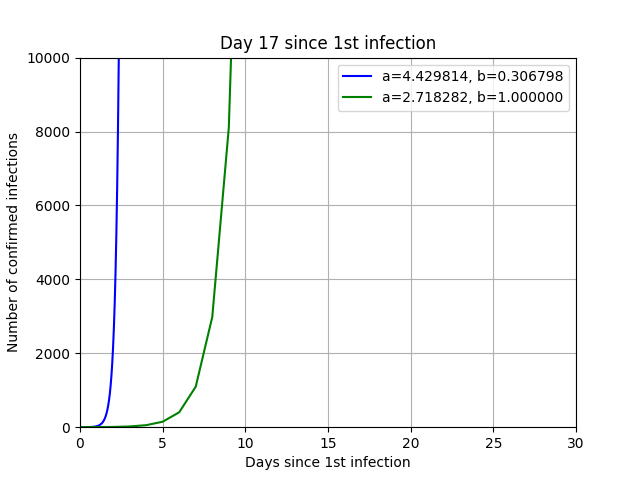 Day 17 since 1st infection
10000
8000
6000
4000
2000
0
Number of confirmed infections
a=4.429814, b=0.306798
a=2.718282, b=1.000000
0 5 10 15 20 25 30
Days since 1st infection